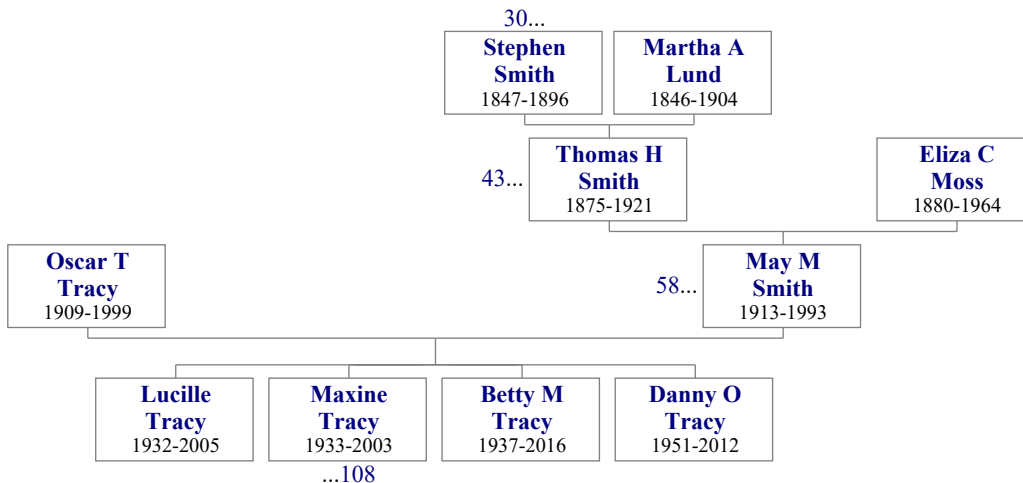 30...
Stephen
Smith
1847-1896
Martha A
Lund
1846-1904
43...
Thomas H
Smith
1875-1921
Eliza C
Moss
1880-1964
Oscar T
Tracy
1909-1999
58...
May M
Smith
1913-1993
Lucille
Tracy
1932-2005
Maxine
Tracy
1933-2003
Betty M
Tracy
1937-2016
Danny O
Tracy
1951-2012
...108